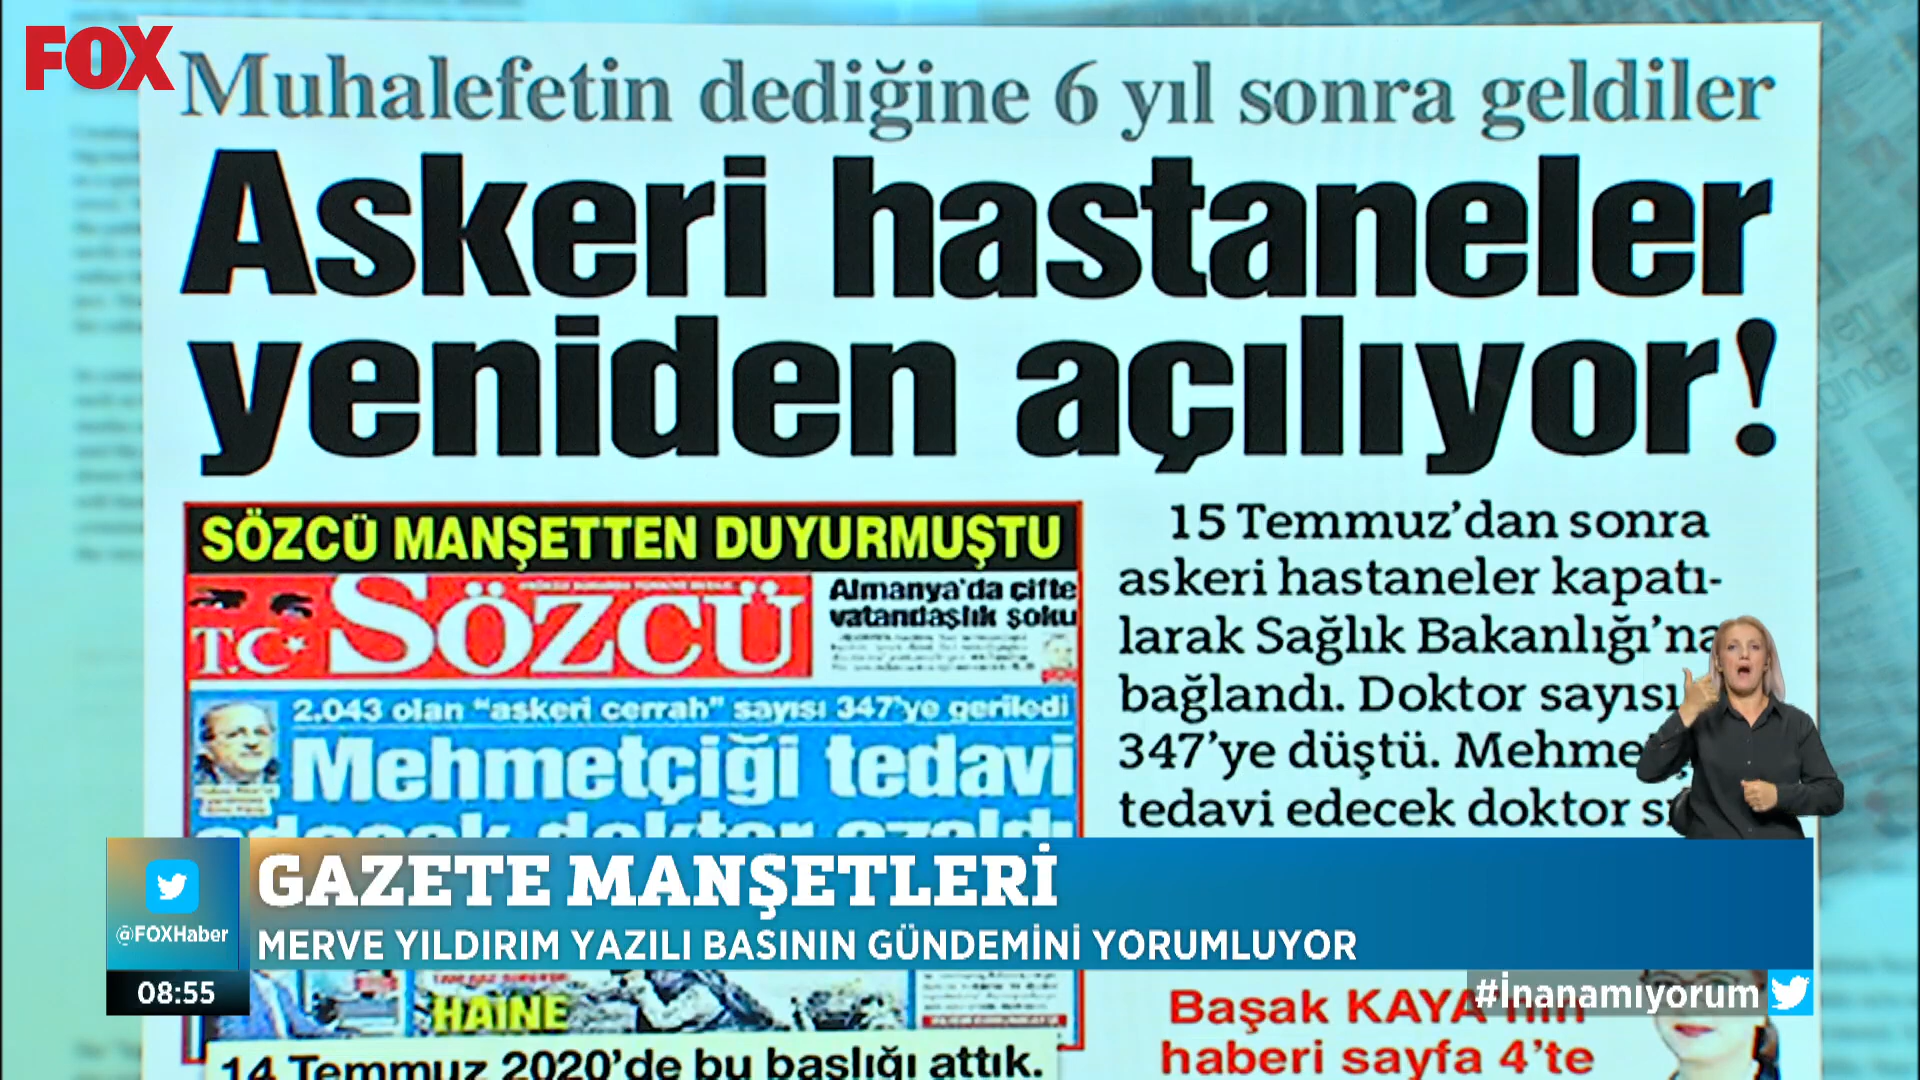 FOX
Muhalefetin dediğine 6 yıl sonra geldiler
Askeri hastaneler
yeniden açılıyor!
SÖZCÜ MANŞETTEN DUYURMUŞTU
T.C
SÖZCÜ
Almanya'da çifte
vatandaşlık şoku
2.043 olan "askeri cerrah" sayısı 347'ye geriledi
Mehmetçiği tedavi
edecek doktor azaldı
15 Temmuz'dan sonra
askeri hastaneler kapatı-
larak Sağlık Bakanlığı'na
bağlandı. Doktor sayısı
347'ye düştü.
tedavi edecek doktor
GAZETE MANŞETLERİ
MERVE YILDIRIM YAZILI BASININ GÜNDEMİNİ YORUMLUYOR
@FOXHaber
08:55
#İnanamıyorum
HAİNE
14 Temmuz 2020'de bu başlığı attık.
Başak KAYA'nın
haberi sayfa 4'te